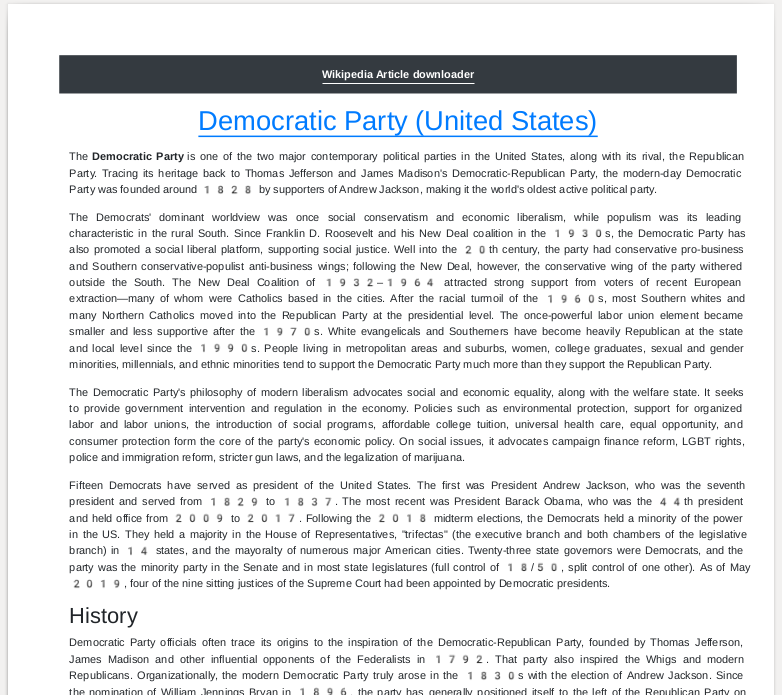 Wikipedia Article downloader
Democratic Party (United States)
The Democratic Party is one of the two major contemporary political parties in the United States, along with its rival, the Republican
Party. Tracing its heritage back to Thomas Jefferson and James Madison's Democratic-Republican Party, the modern-day Democratic
Party was founded around 1828 by supporters of Andrew Jackson, making it the world's oldest active political party.
The Democrats' dominant worldview was once social conservatism and economic liberalism, while populism was its leading
characteristic in the rural South. Since Franklin D. Roosevelt and his New Deal coalition in the 1930s, the Democratic Party has
also promoted a social liberal platform, supporting social justice. Well into the 20th century, the party had conservative pro-business
and Southern conservative-populist anti-business wings; following the New Deal, however, the conservative wing of the party withered
outside the South. The New Deal Coalition of 1932–1964 attracted strong support from voters of recent European
extraction—many of whom were Catholics based in the cities. After the racial turmoil of the 1960s, most Southern whites and
many Northern Catholics moved into the Republican Party at the presidential level. The once-powerful labor union element became
smaller and less supportive after the 1970s. White evangelicals and Southerners have become heavily Republican at the state
and local level since the 1990s. People living in metropolitan areas and suburbs, women, college graduates, sexual and gender
minorities, millennials, and ethnic minorities tend to support the Democratic Party much more than they support the Republican Party.
The Democratic Party's philosophy of modern liberalism advocates social and economic equality, along with the welfare state. It seeks
to provide government intervention and regulation in the economy. Policies such as environmental protection, support for organized
labor and labor unions, the introduction of social programs, affordable college tuition, universal health care, equal opportunity, and
consumer protection form the core of the party's economic policy. On social issues, it advocates campaign finance reform, LGBT rights,
police and immigration reform, stricter gun laws, and the legalization of marijuana.
Fifteen Democrats have served as president of the United States. The first was President Andrew Jackson, who was the seventh
president and served from 1829 to 1837. The most recent was President Barack Obama, who was the 44th president
and held office from 2009 to 2017. Following the 2018 midterm elections, the Democrats held a minority of the power
in the US. They held a majority in the House of Representatives, "trifectas" (the executive branch and both chambers of the legislative
branch) in 14 states, and the mayoralty of numerous major American cities. Twenty-three state governors were Democrats, and the
party was the minority party in the Senate and in most state legislatures (full control of 18/50, split control of one other). As of May
2019, four of the nine sitting justices of the Supreme Court had been appointed by Democratic presidents.
History
Democratic Party officials often trace its origins to the inspiration of the Democratic-Republican Party, founded by Thomas Jefferson,
James Madison and other influential opponents of the Federalists in 1792. That party also inspired the Whigs and modern
Republicans. Organizationally, the modern Democratic Party truly arose in the 1830s with the election of Andrew Jackson. Since
the nomination of William Jennings Bryan in 1896, the party has generally positioned itself to the left of the Republican Party on